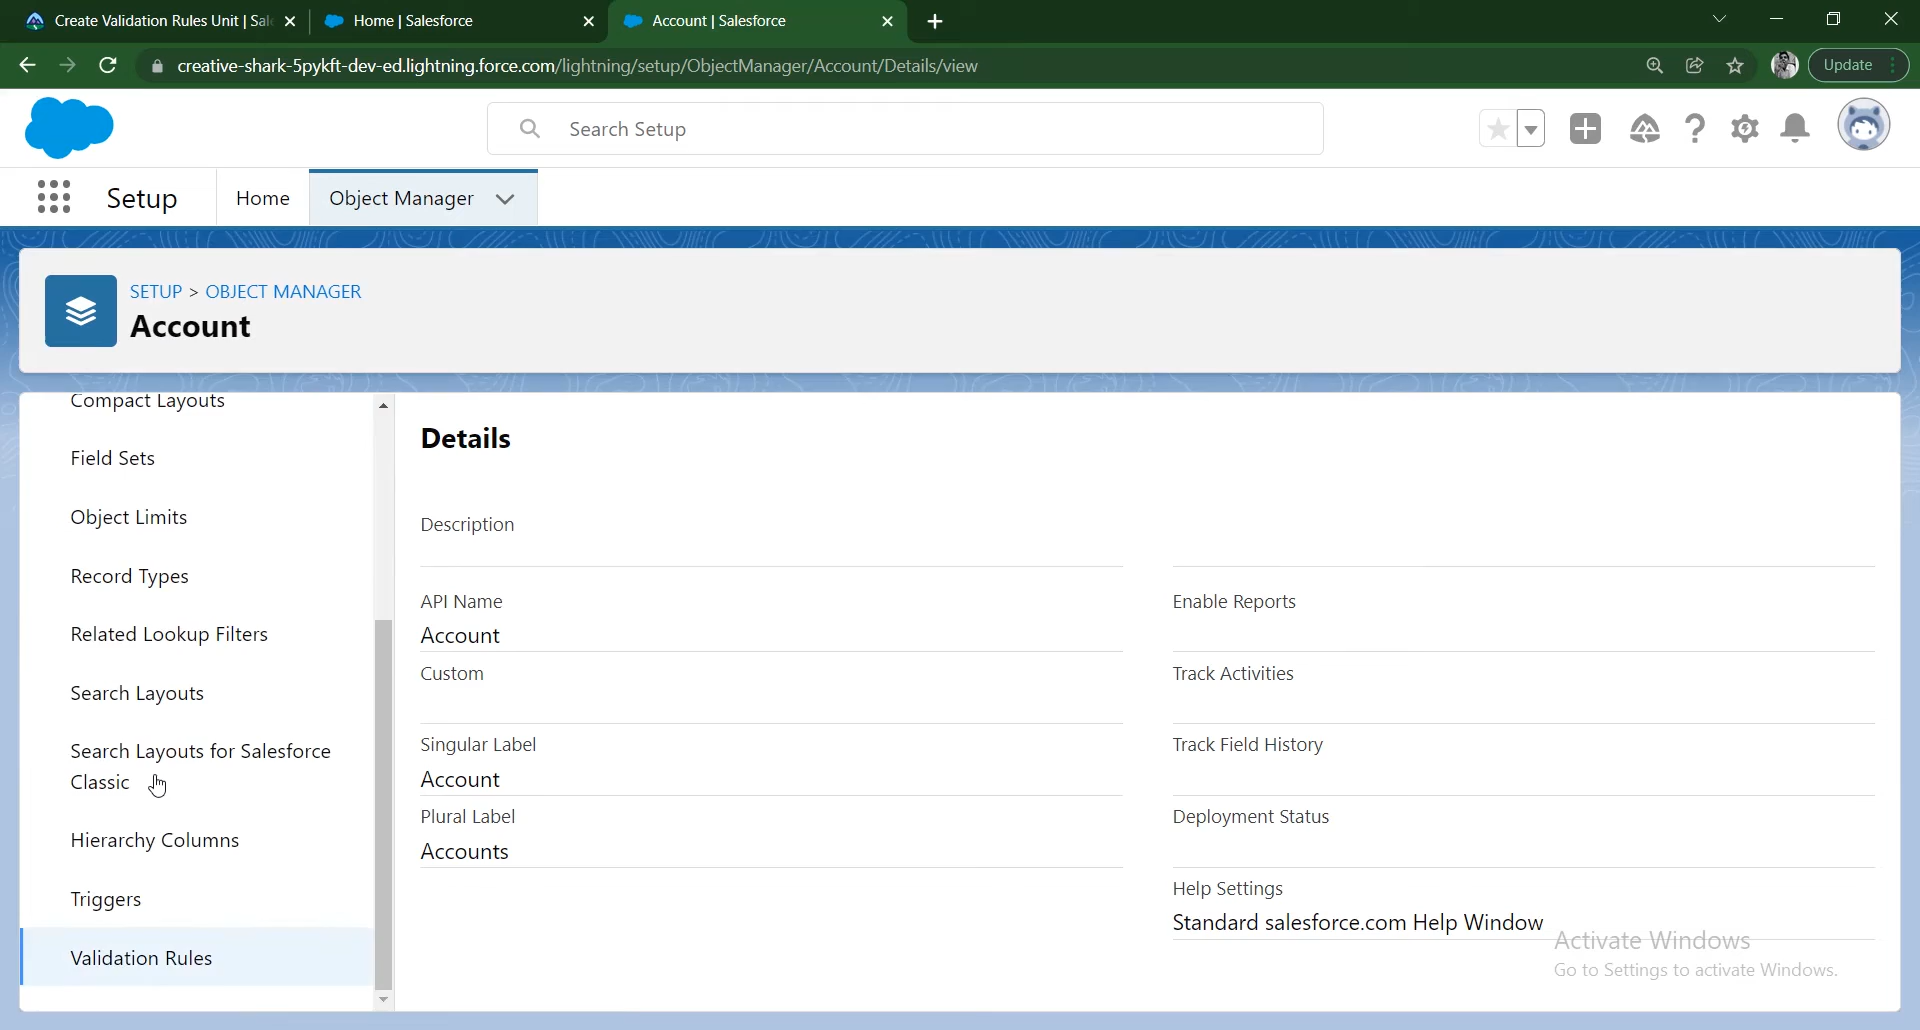 Create Validation Rules Unit | Sal
Home | Salesforce
Account | Salesforce
creative-shark-5pykft-dev-ed.lightning.force.com/lightning/setup/ObjectManager/Account/Details/view
Update
Search Setup
Setup
Home
Object Manager
SETUP > OBJECT MANAGER
Account
Compact Layouts
Field Sets
Object Limits
Record Types
Related Lookup Filters
Search Layouts
Search Layouts for Salesforce
Classic
Hierarchy Columns
Triggers
Validation Rules
Details
Description
API Name
Account
Custom
Singular Label
Account
Plural Label
Accounts
Enable Reports
Track Activities
Track Field History
Deployment Status
Help Settings
Standard salesforce.com Help Window
Activate Windows
Go to Settings to activate Windows.